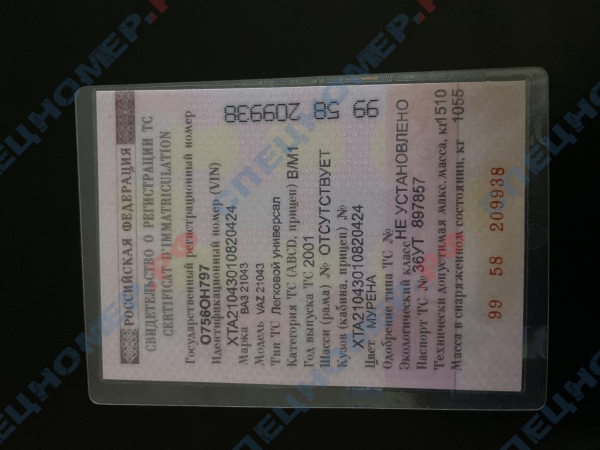 РОССИЙСКАЯ ФЕДЕРАЦИЯ
СВИДЕТЕЛЬСТВО О РЕГИСТРАЦИИ ТС
CERTIFICAT D'IMMATRICULATION
Государственный регистрационный номер
О756ОН797
Идентификационный номер (VIN)
XTA21043010820424
Марка ВАЗ 21043
Модель VAZ 21043
Тип ТС Легковой универсал
Категория ТС (ABCD, прицеп) B/M1
Год выпуска ТС 2001
Шасси (рама) № ОТСУТСТВУЕТ
Кузов (кабина, прицеп) №
XTA21043010820424
Цвет МУРЕНА
Одобрение типа ТС №
Экологический класс НЕ УСТАНОВЛЕНО
Паспорт ТС № 36УТ 897857
Технически допустимая макс. масса, кг 1510
Масса в снаряженном состоянии, кг 1055
99 58 209938
99 58 209938
СПЕЦНОМЕР.РФ